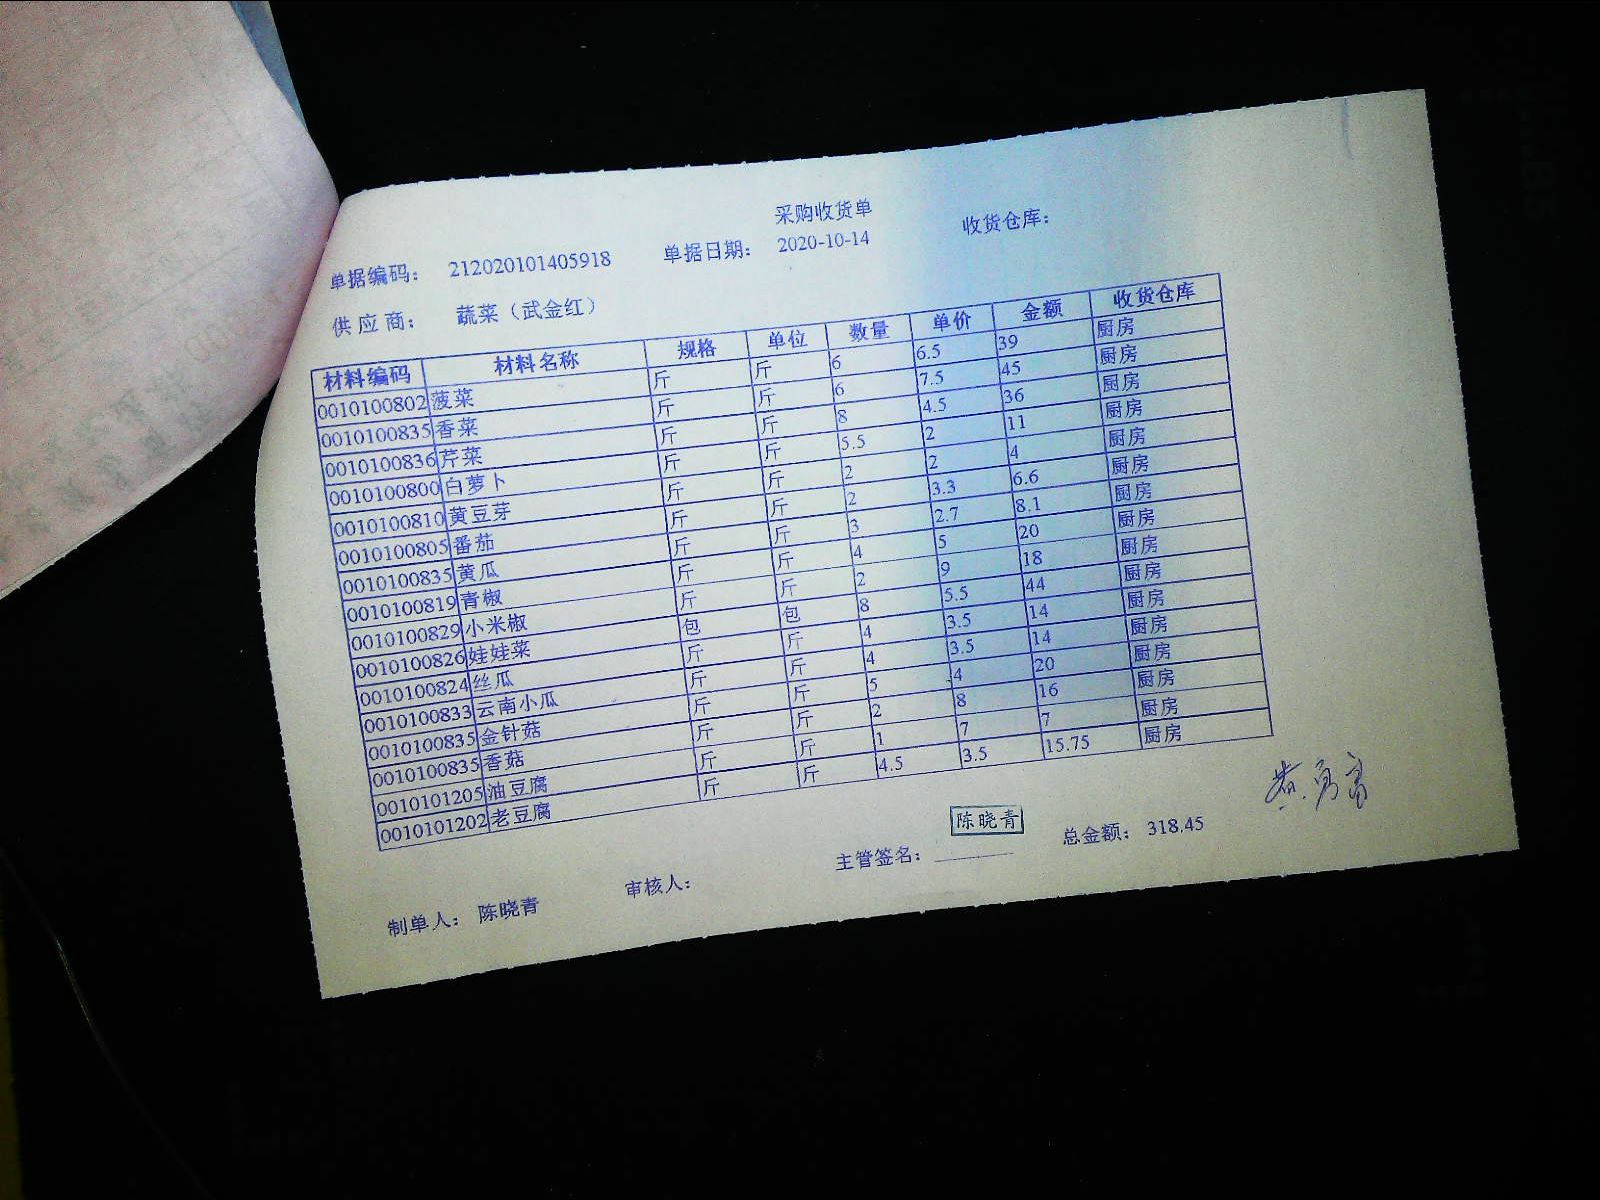 采购收货单
单据编码： 212020101405918 单据日期： 2020-10-14 收货仓库：
供应商： 蔬菜（武金红）
材料编码 材料名称 规格 单位 数量 单价 金额 收货仓库
0010100802 菠菜 斤 斤 6 6.5 39 厨房
0010100835 香菜 斤 斤 6 7.5 45 厨房
0010100836 芹菜 斤 斤 8 4.5 36 厨房
0010100800 白萝卜 斤 斤 5.5 2 11 厨房
0010100810 黄豆芽 斤 斤 2 2 4 厨房
0010100805 番茄 斤 斤 2 3.3 6.6 厨房
0010100835 黄瓜 斤 斤 3 2.7 8.1 厨房
0010100819 青椒 斤 斤 4 5 20 厨房
0010100829 小米椒 斤 斤 2 9 18 厨房
0010100826 娃娃菜 包 包 8 5.5 44 厨房
0010100824 丝瓜 斤 斤 4 3.5 14 厨房
0010100833 云南小瓜 斤 斤 4 3.5 14 厨房
0010100835 金针菇 斤 斤 5 4 20 厨房
0010100835 香菇 斤 斤 2 8 16 厨房
0010101205 油豆腐 斤 斤 1 7 7 厨房
0010101202 老豆腐 斤 斤 4.5 3.5 15.75 厨房
陈晓青
制单人： 陈晓青 审核人： 主管签名： 总金额： 318.45